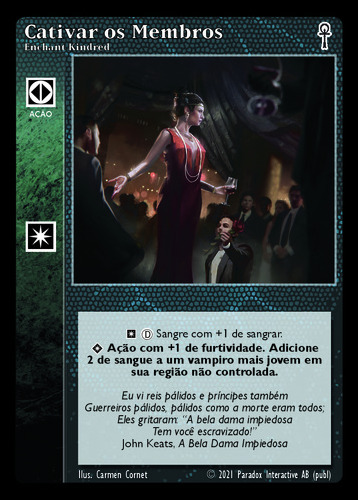 Cativar os Membros
Enchant Kindred
AÇÃO
D Sangre com +1 de sangrar.
Ação com +1 de furtividade. Adicione
2 de sangue a um vampiro mais jovem em
sua região não controlada.
Eu vi reis pálidos e príncipes também
Guerreiros pálidos, pálidos como a morte eram todos;
Eles gritaram: “A bela dama impiedosa
Tem você escravizado!”
John Keats, A Bela Dama Impiedosa
Ilus. Carmen Cornet
© 2021 Paradox Interactive AB (publ)